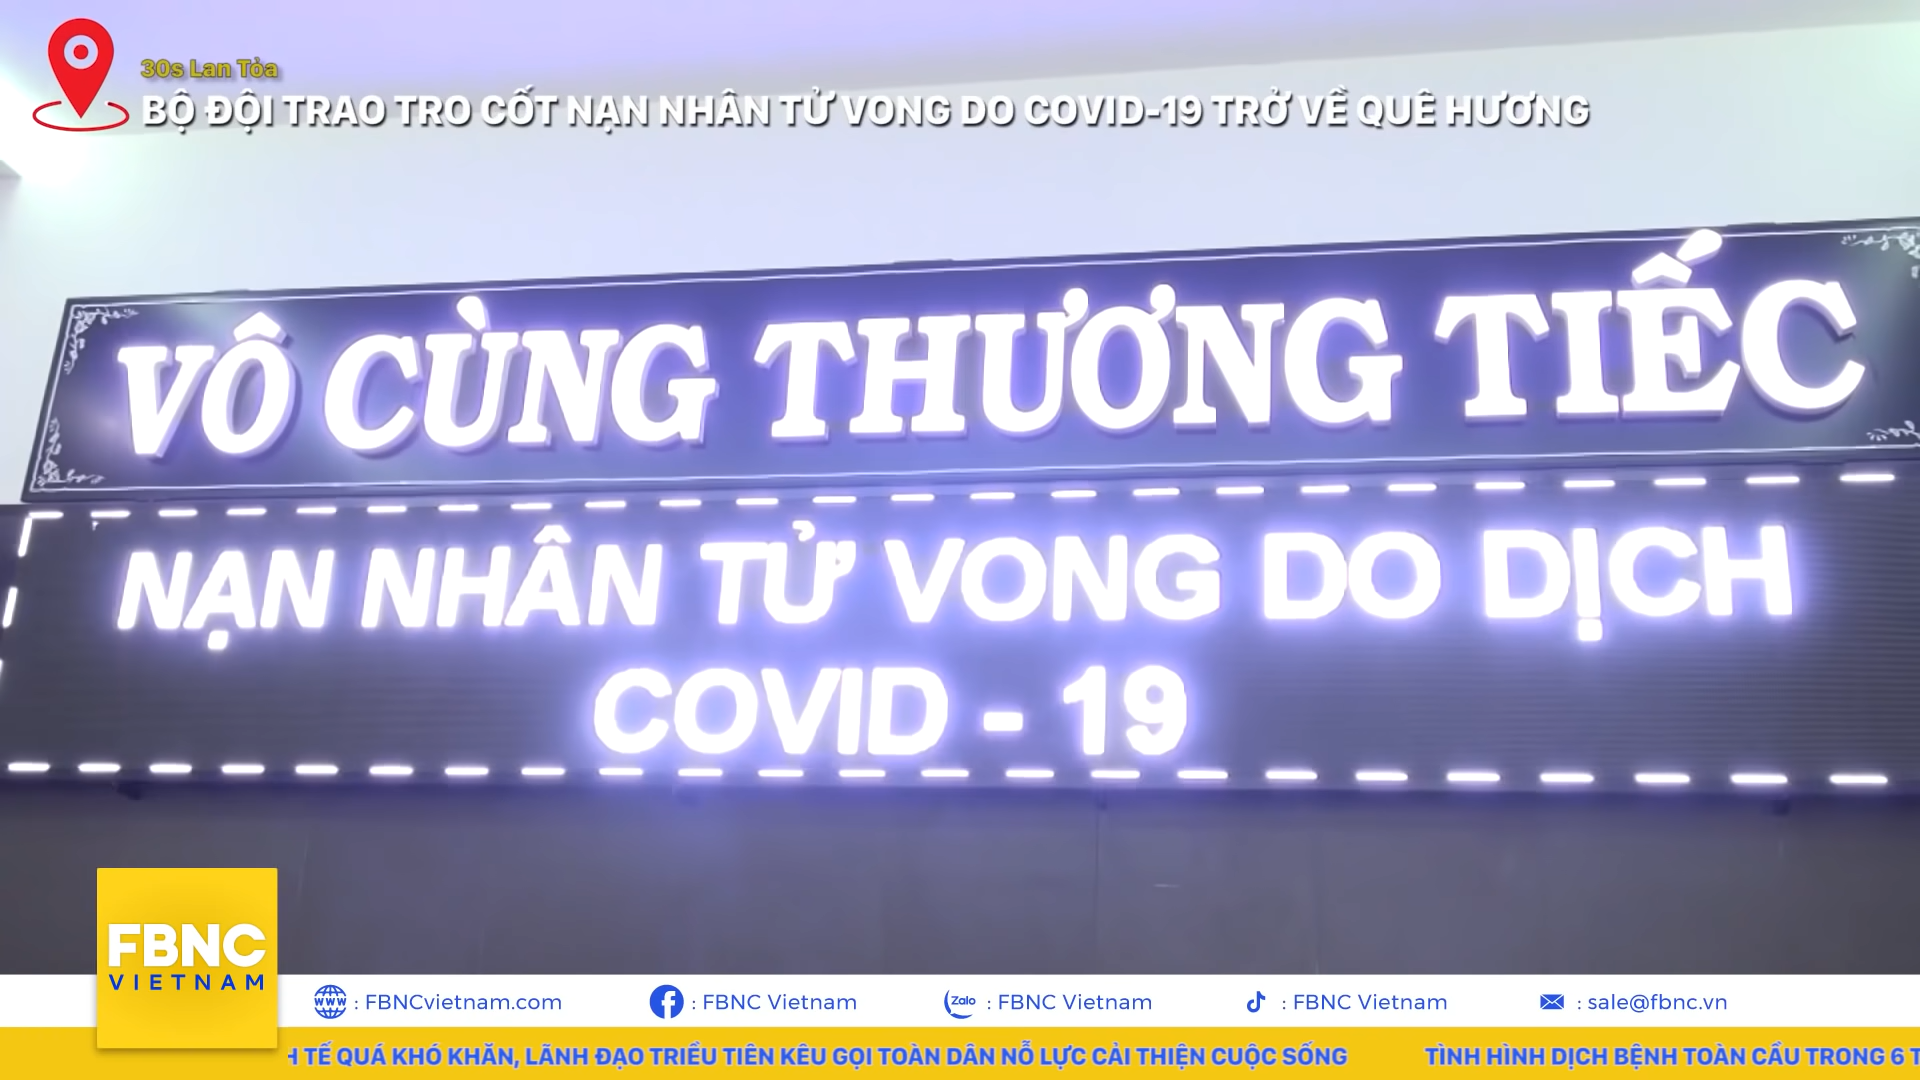 30s Lan Tỏa
BỘ ĐỘI TRAO TRO CỐT NẠN NHÂN TỬ VONG DO COVID-19 TRỞ VỀ QUÊ HƯƠNG
VÔ CÙNG THƯƠNG TIẾC
NẠN NHÂN TỬ VONG DO DỊCH
COVID - 19
FBNC
VIETNAM
www : FBNCvietnam.com
: FBNC Vietnam
Zalo : FBNC Vietnam
: FBNC Vietnam
: sale@fbnc.vn
TẾ QUÁ KHÓ KHĂN, LÃNH ĐẠO TRIỀU TIÊN KÊU GỌI TOÀN DÂN NỖ LỰC CẢI THIỆN CUỘC SỐNG
TÌNH HÌNH DỊCH BỆNH TOÀN CẦU TRONG 6